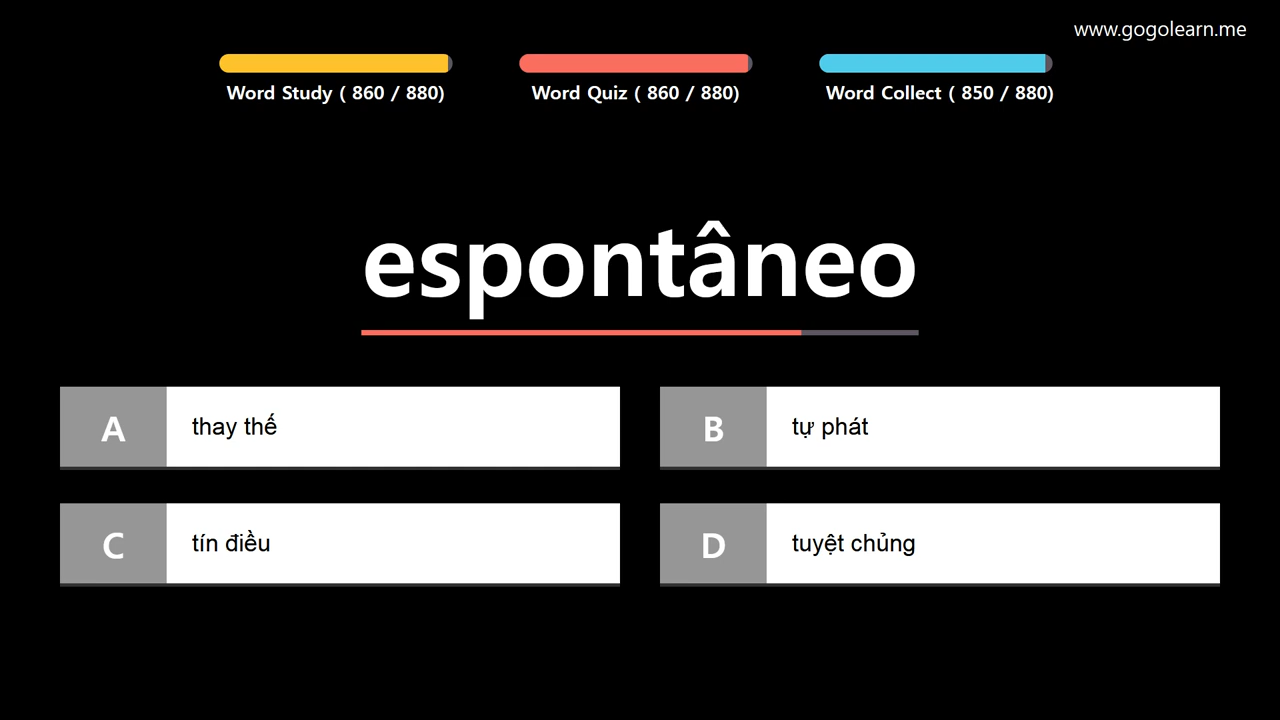 www.gogolearn.me
Word Study ( 860 / 880)
Word Quiz ( 860 / 880)
Word Collect ( 850 / 880)
espontâneo
A thay thế
B tự phát
C tín điều
D tuyệt chủng